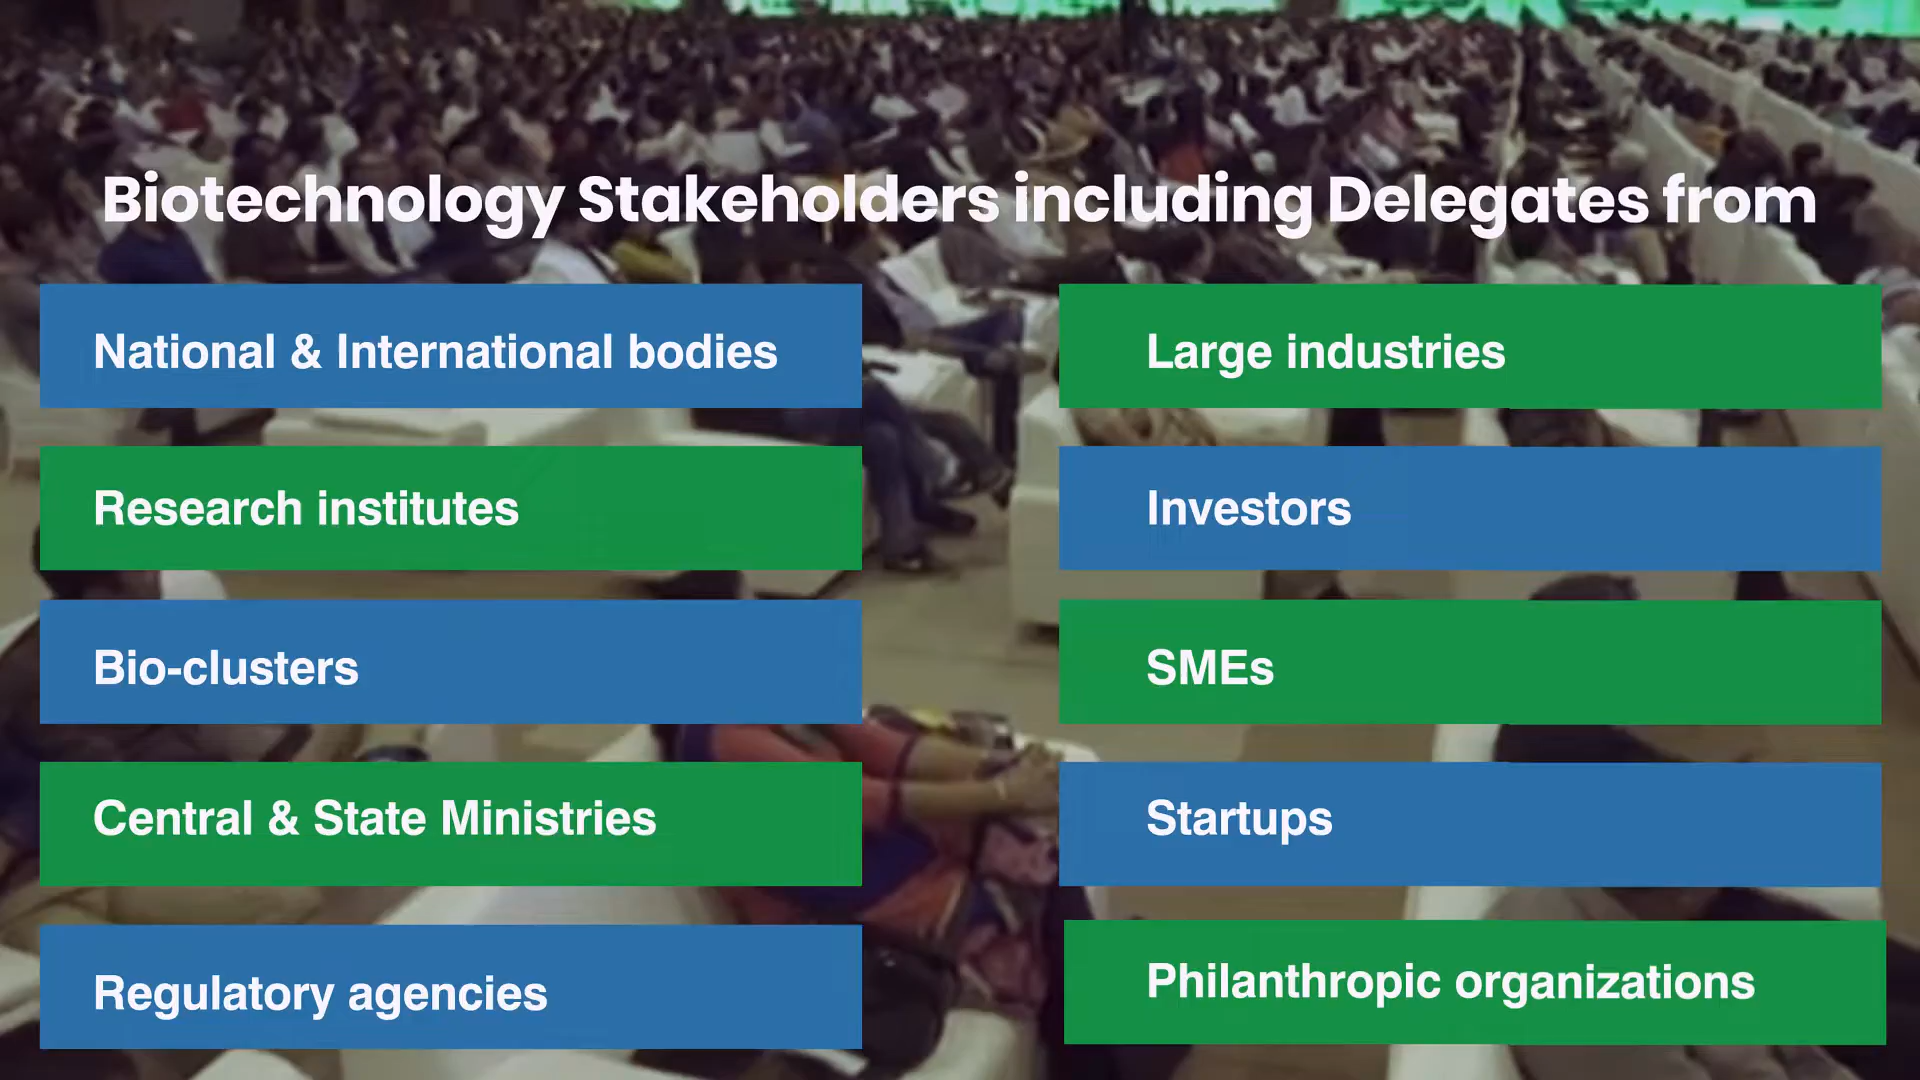 Biotechnology Stakeholders including Delegates from
National & International bodies
Research institutes
Bio-clusters
Central & State Ministries
Regulatory agencies
Large industries
Investors
SMEs
Startups
Philanthropic organizations